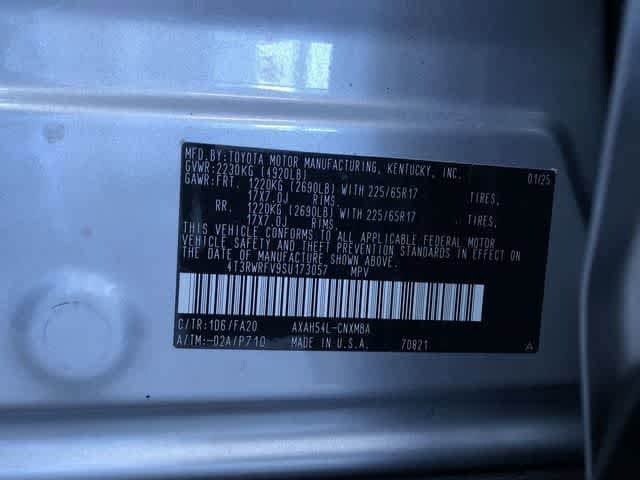 MFD. BY: TOYOTA MOTOR MANUFACTURING, KENTUCKY, INC. 01/25
GVWR: 2230KG (4920LB)
GAWR: FRT. 1220KG (2690LB) WITH 225/65R17 TIRES,
17X7.0J RIMS,
RR. 1220KG (2690LB) WITH 225/65R17 TIRES,
17X7.0J RIMS,
THIS VEHICLE CONFORMS TO ALL APPLICABLE FEDERAL MOTOR
VEHICLE SAFETY AND THEFT PREVENTION STANDARDS IN EFFECT ON
THE DATE OF MANUFACTURE SHOWN ABOVE.
4T3RWRFV9SU173057 MPV
C/TR: 1D6/FA20 AXAH54L-CNXMBA
A/TM: -02A/P710 MADE IN U.S.A. 70821 A